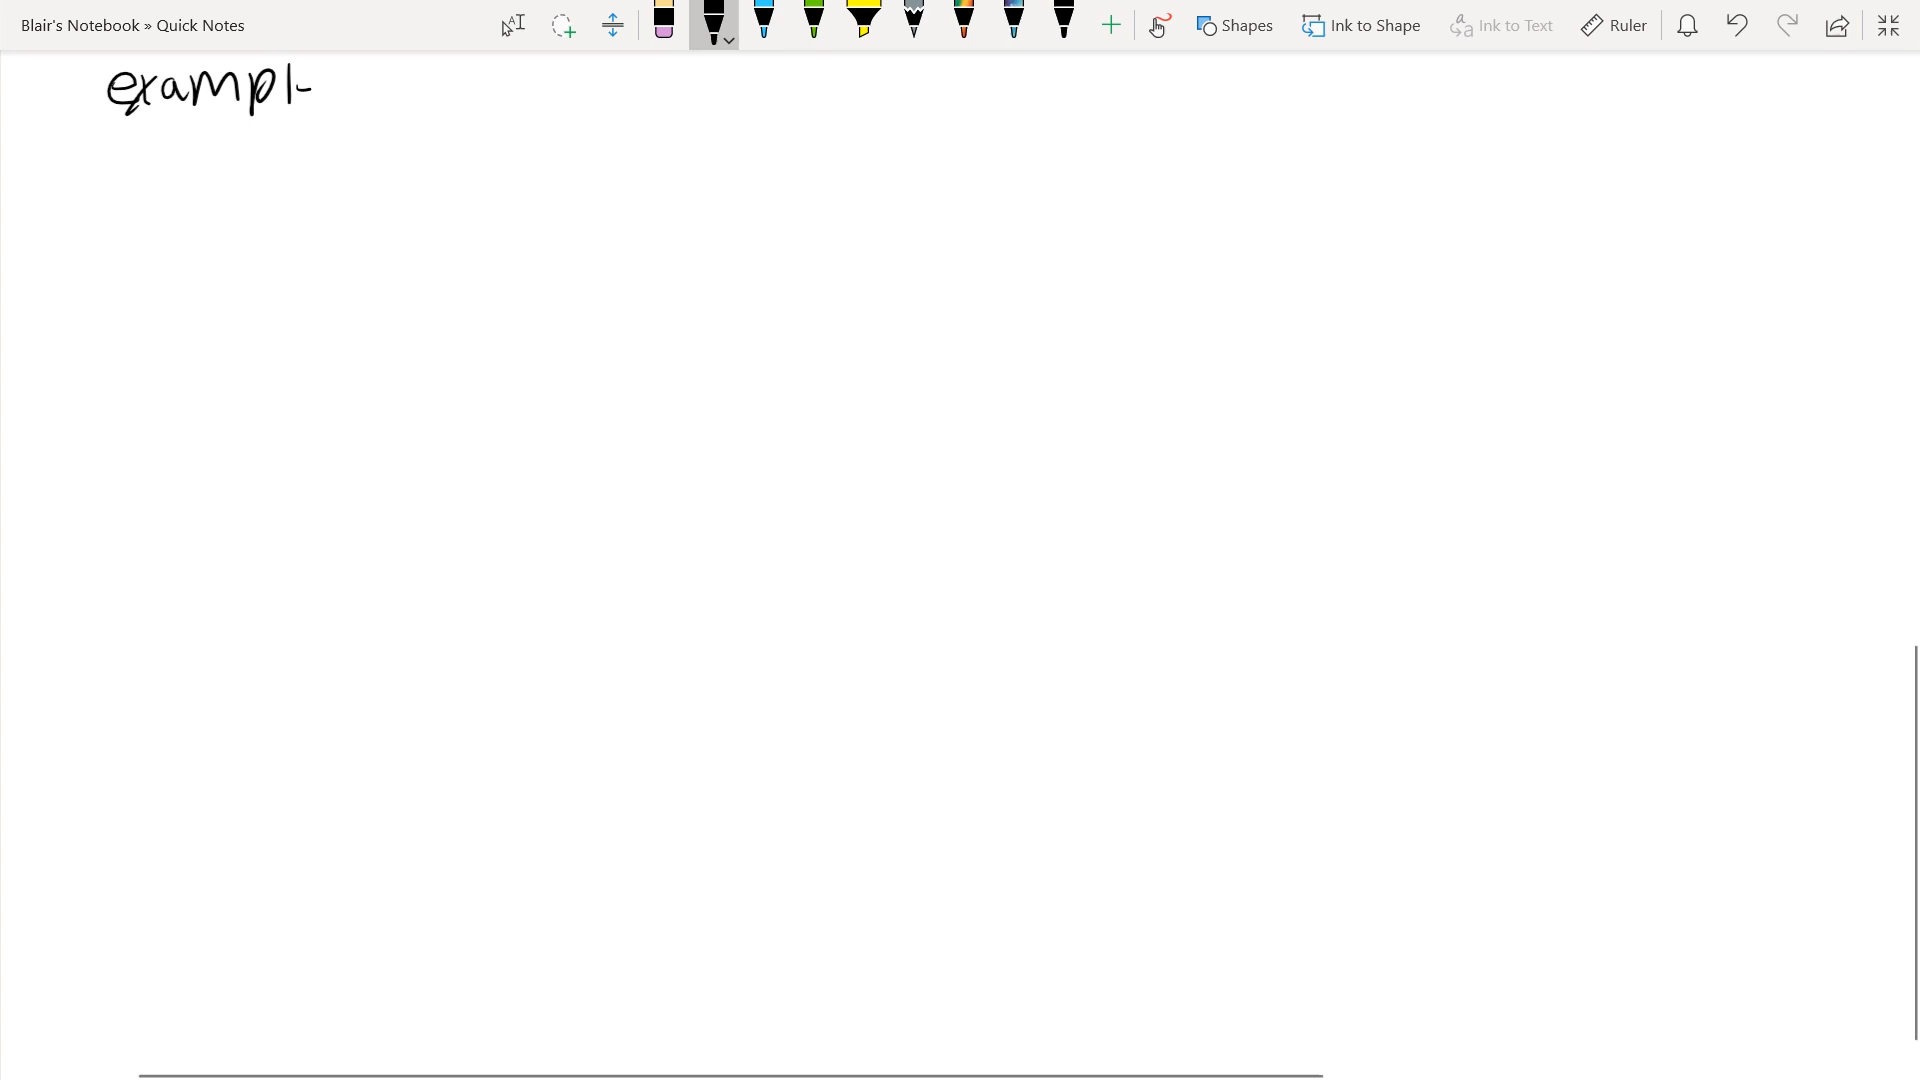 Blair's Notebook » Quick Notes Shapes Ink to Shape Ink to Text Ruler
exampl-